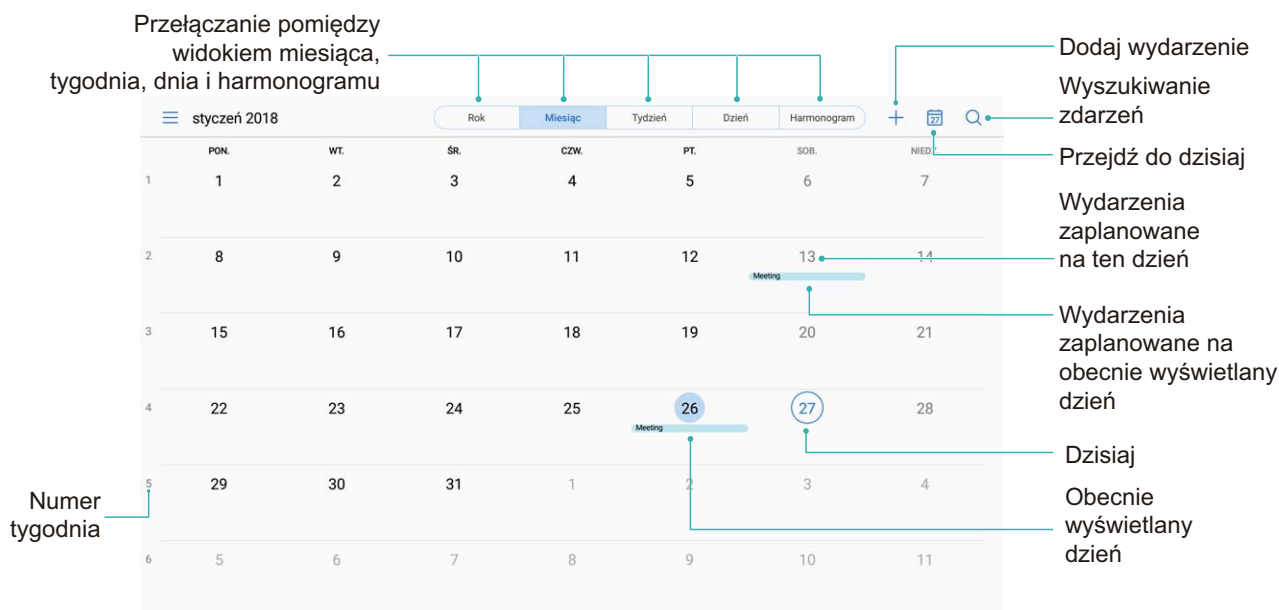 Przełączanie pomiędzy
widokiem miesiąca,
tygodnia, dnia i harmonogramu
Dodaj wydarzenie
Wyszukiwanie
zdarzeń
Przejdź do dzisiaj
Wydarzenia
zaplanowane
na ten dzień
Wydarzenia
zaplanowane na
obecnie wyświetlany
dzień
Dzisiaj
Obecnie
wyświetlany
dzień
Numer
tygodnia
styczeń 2018 Rok Miesiąc Tydzień Dzień Harmonogram 27
PON. WT. ŚR. CZW. PT. SOB. NIEDZ.
1 1 2 3 4 5 6 7
2 8 9 10 11 12 13 14
Meeting
3 15 16 17 18 19 20 21
4 22 23 24 25 26 27 28
Meeting
5 29 30 31 1 2 3 4
6 5 6 7 8 9 10 11